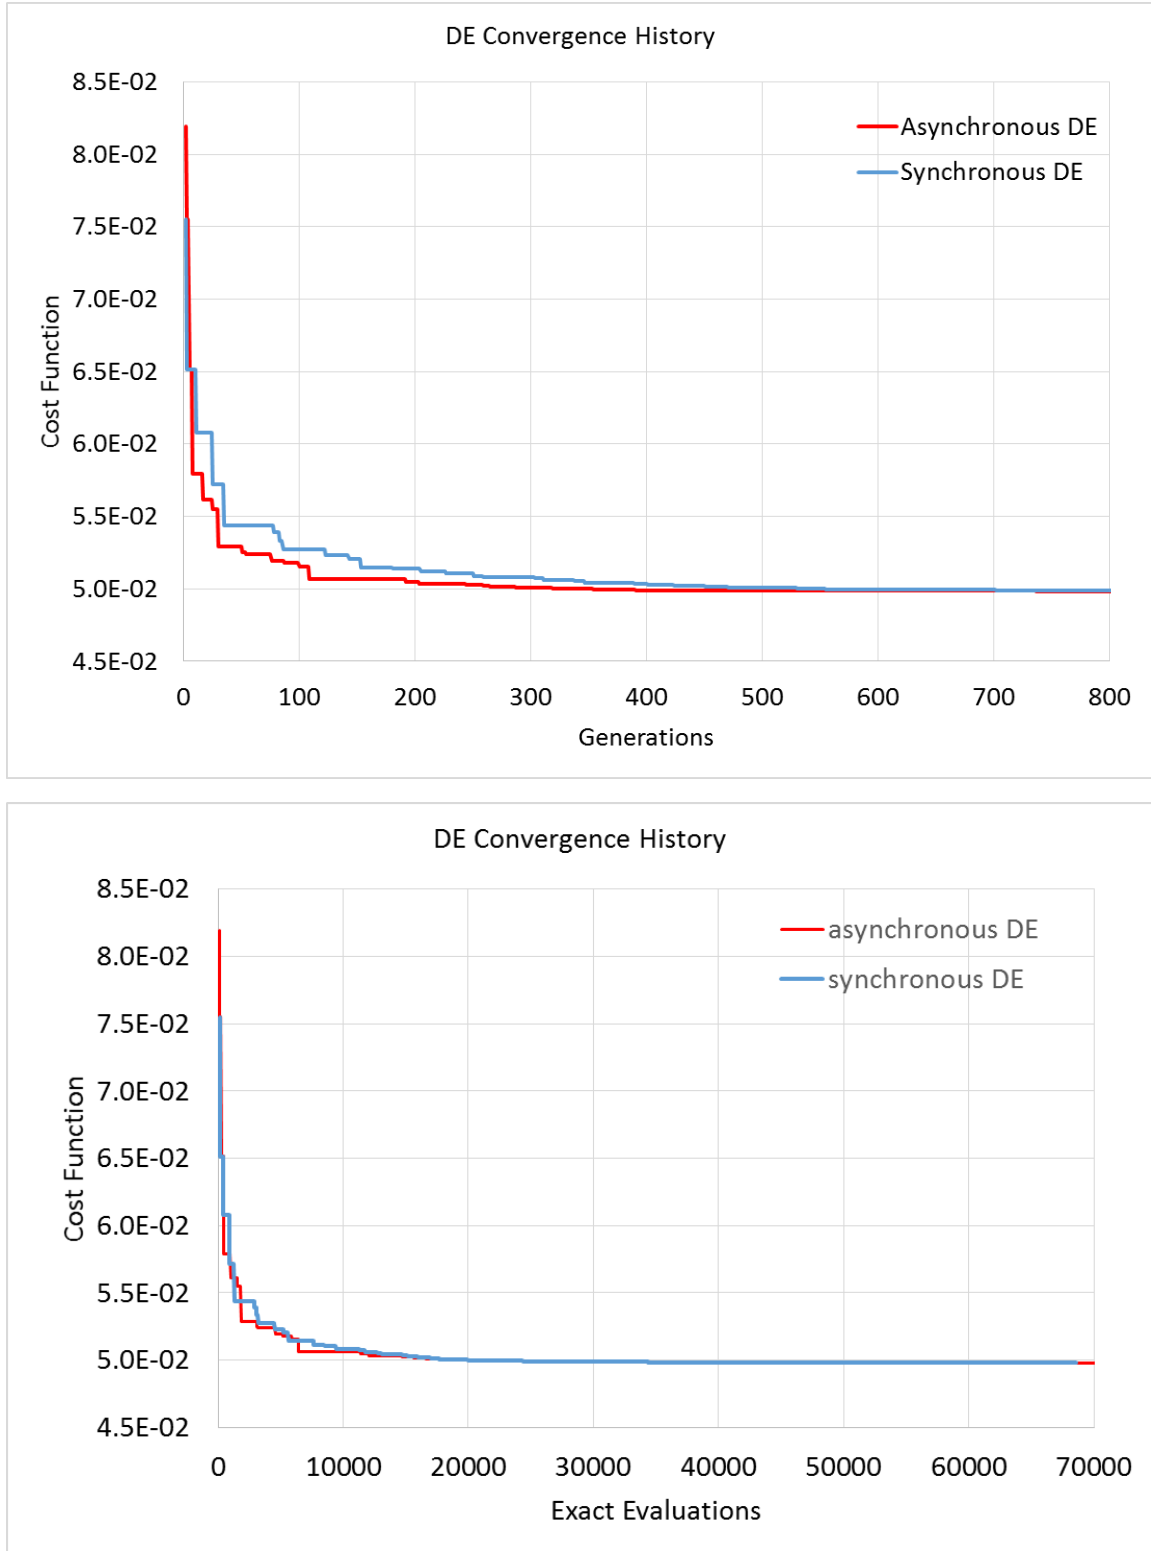 DE Convergence History
8.5E-02
Asynchronous DE
8.0E-02
Synchronous DE
7.5E-02
7.0E-02
6.5E-02
6.0E-02
5.5E-02
5.0E-02
4.5E-02
Cost Function
0 100 200 300 400 500 600 700 800
Generations
DE Convergence History
8.5E-02
asynchronous DE
8.0E-02
synchronous DE
7.5E-02
7.0E-02
6.5E-02
6.0E-02
5.5E-02
5.0E-02
4.5E-02
Cost Function
0 10000 20000 30000 40000 50000 60000 70000
Exact Evaluations